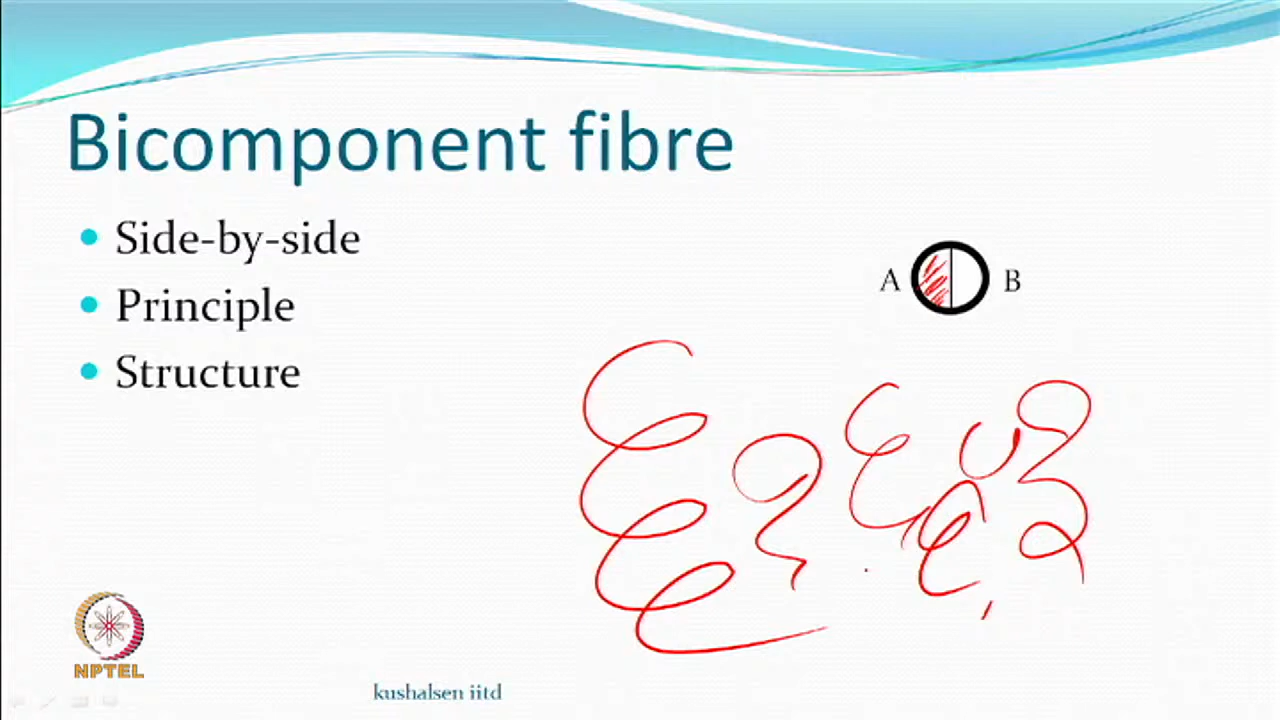 Bicomponent fibre
Side-by-side
A B
Principle
Structure
NPTEL
kushalsen iitd